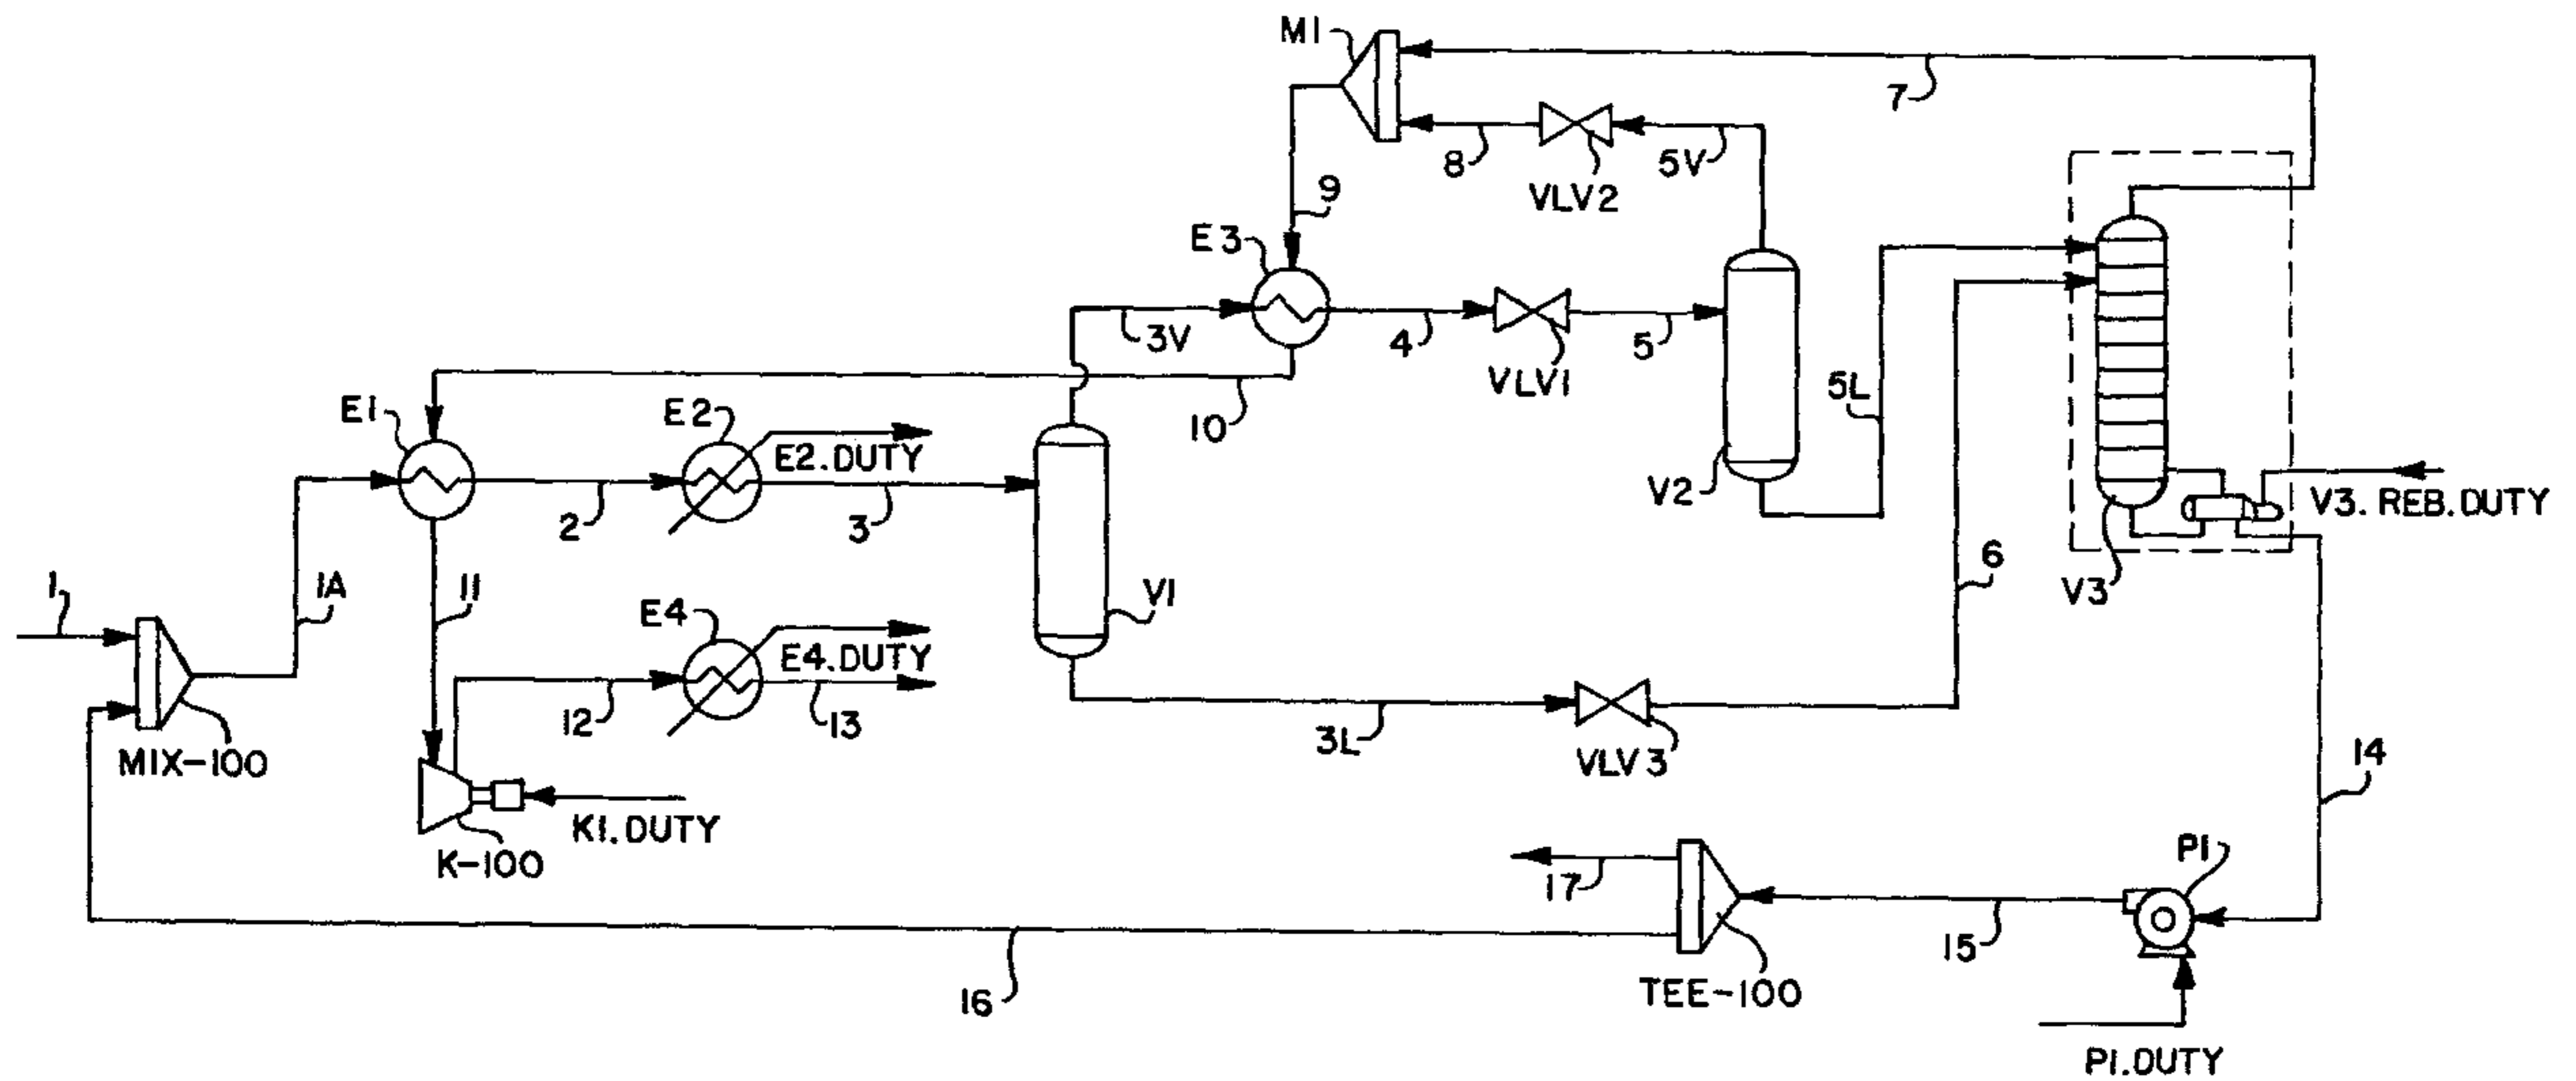 M1
7
8
5V
VLV2
9
E3
3V
4
VLV1
5
10
5L
V2
E1
E2
E2.DUTY
2
3
V3.REB.DUTY
V3
6
1
1A
11
E4
E4.DUTY
V1
12
13
MIX-100
3L
VLV3
14
K1.DUTY
K-100
17
P1
15
16
TEE-100
P1.DUTY